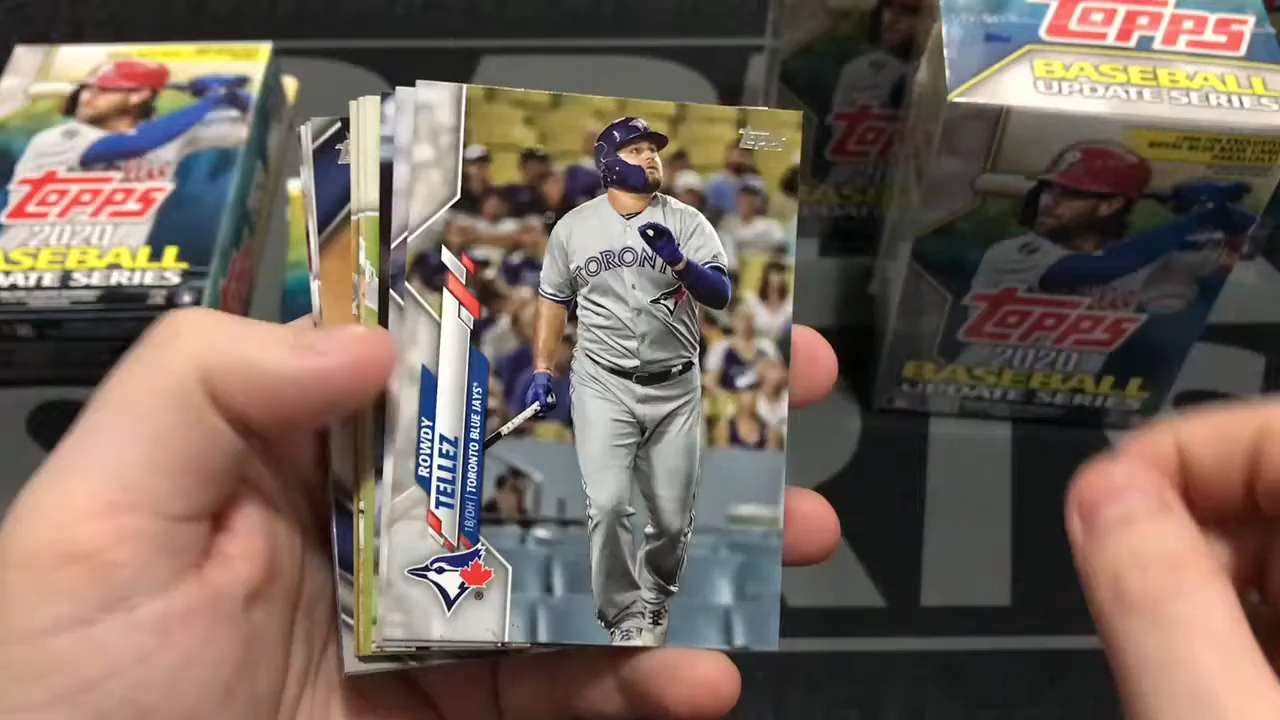 Topps
2020
BASEBALL
UPDATE SERIES
Topps
TORONTO
ROWDY
TELLEZ
1B/DH | TORONTO BLUE JAYS®
®
Topps
BASEBALL
UPDATE SERIES
Topps
2020
BASEBALL
UPDATE SERIES